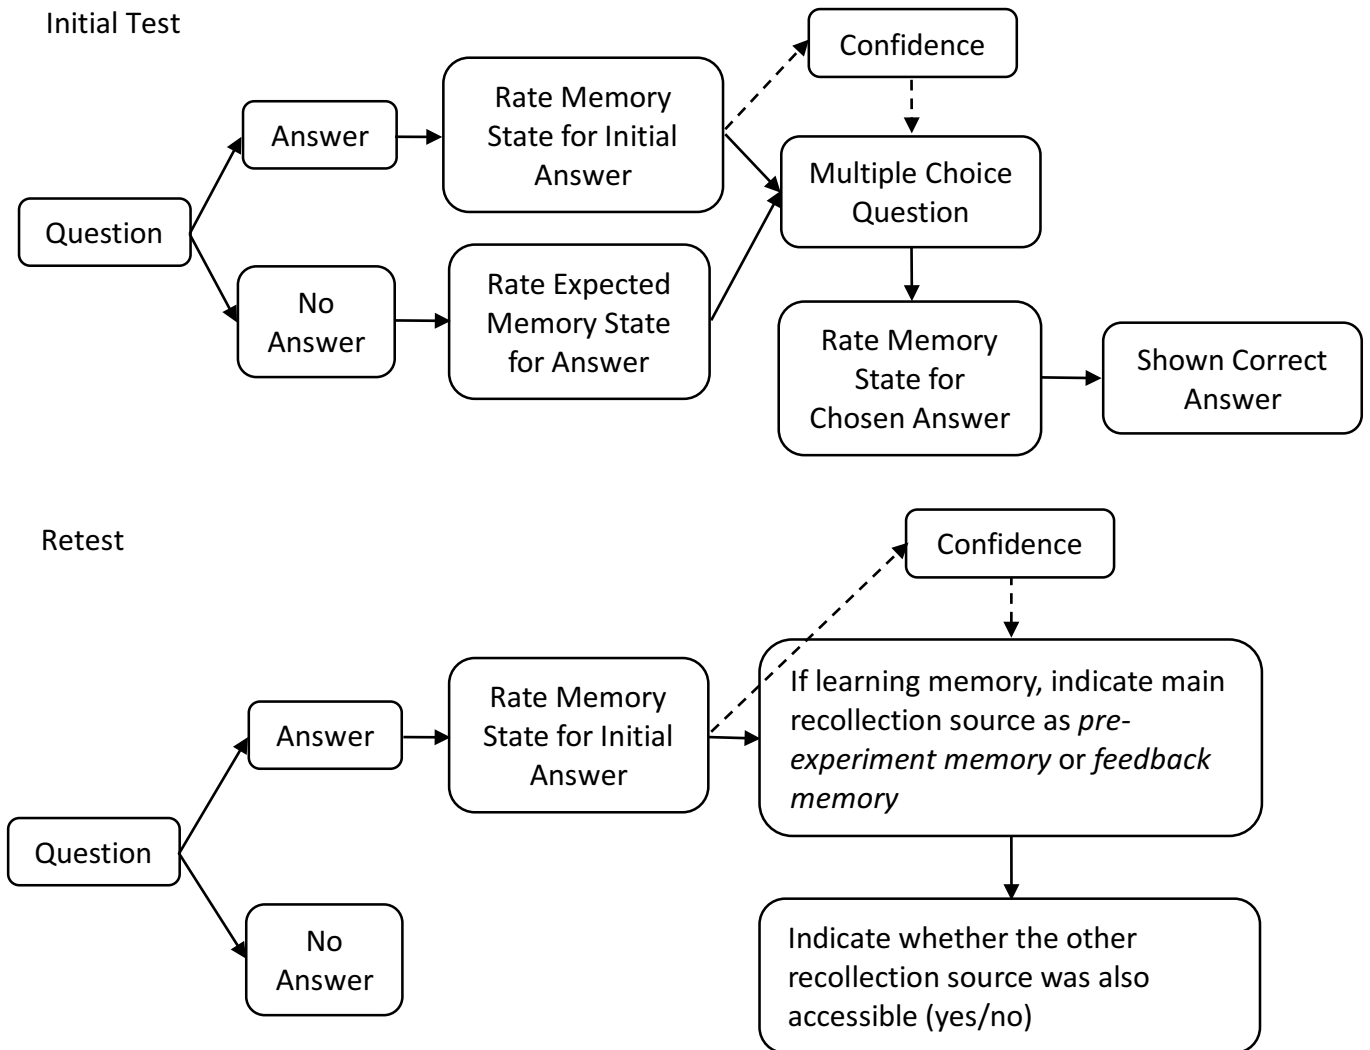 Initial Test
Confidence
Rate Memory
State for Initial
Answer
Answer
Multiple Choice
Question
Question
No
Answer
Rate Expected
Memory State
for Answer
Rate Memory
State for
Chosen Answer
Shown Correct
Answer
Retest
Confidence
If learning memory, indicate main
recollection source as pre-
experiment memory or feedback
memory
Rate Memory
State for Initial
Answer
Answer
Question
No
Answer
Indicate whether the other
recollection source was also
accessible (yes/no)